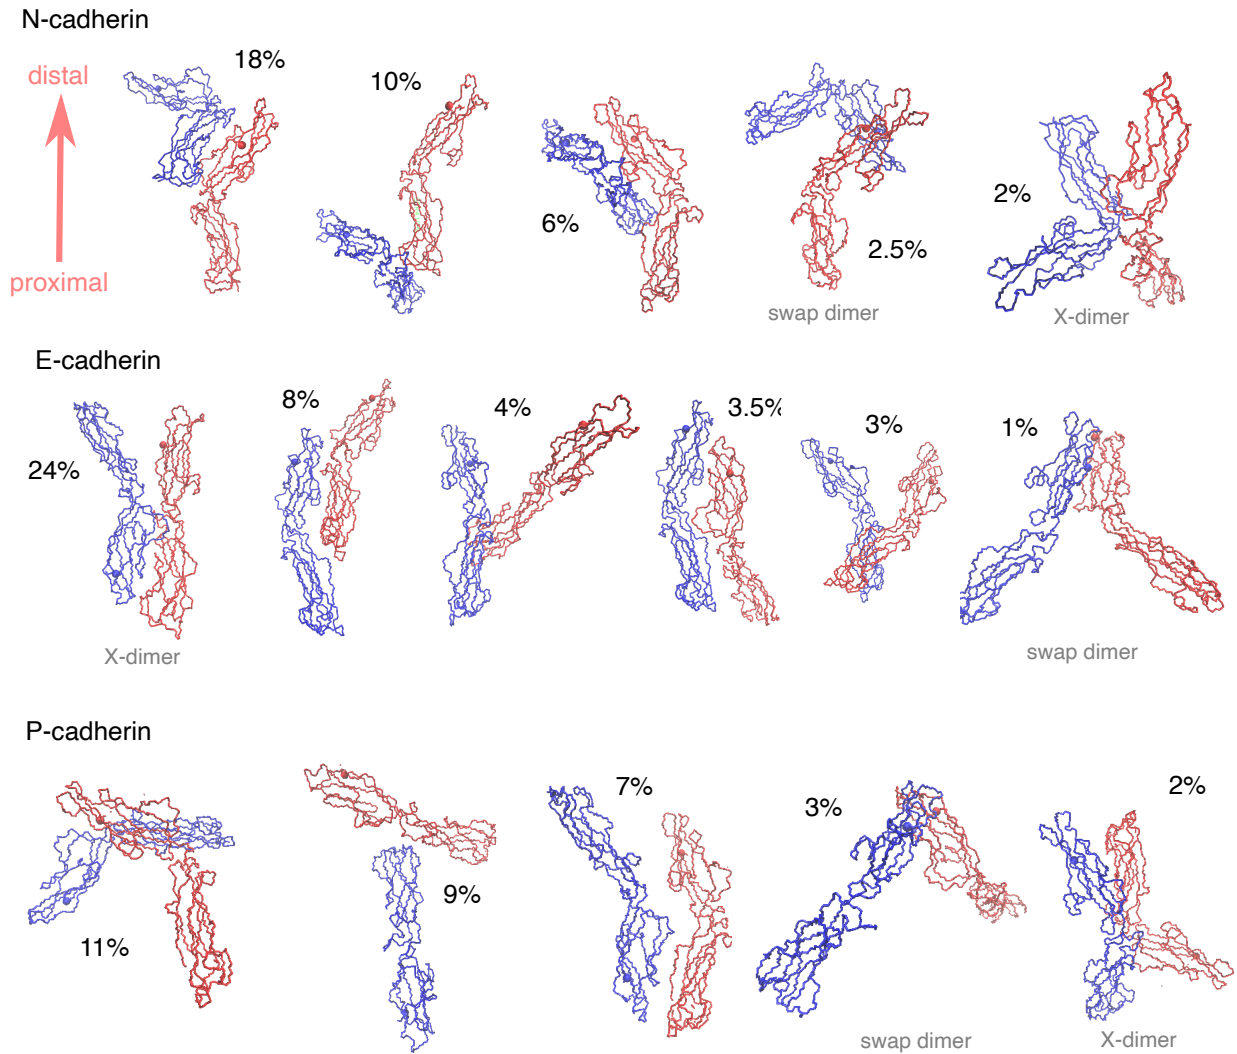 N-cadherin
distal
proximal
18%
10%
6%
2.5%
swap dimer
2%
X-dimer
E-cadherin
24%
X-dimer
8%
4%
3.5%
3%
1%
swap dimer
P-cadherin
11%
9%
7%
3%
swap dimer
2%
X-dimer